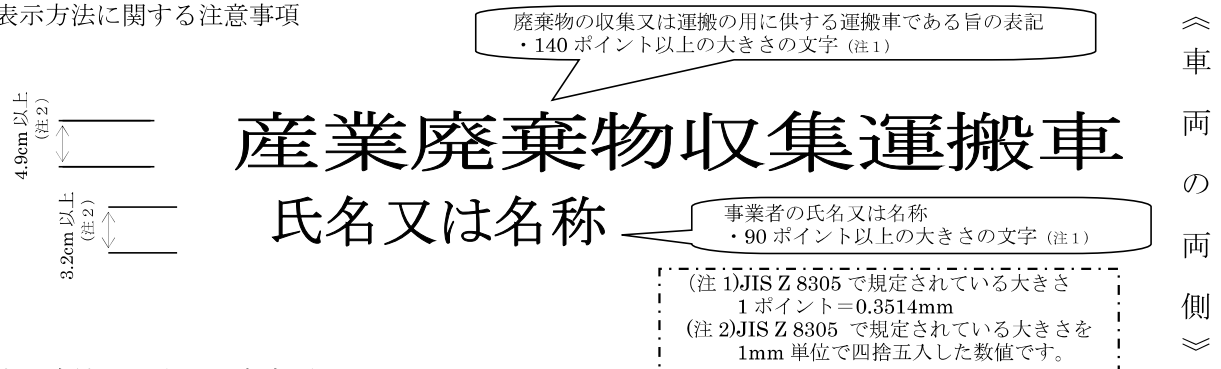 表示方法に関する注意事項
廃棄物の収集又は運搬の用に供する運搬車である旨の表記
・140 ポイント以上の大きさの文字（注１）
《車両の両側》
4.9cm 以上
（注２）
産業廃棄物収集運搬車
3.2cm 以上
（注２）
氏名又は名称
事業者の氏名又は名称
・90 ポイント以上の大きさの文字（注１）
(注 1)JIS Z 8305 で規定されている大きさ
1 ポイント＝0.3514mm
(注 2)JIS Z 8305 で規定されている大きさを
1mm 単位で四捨五入した数値です。